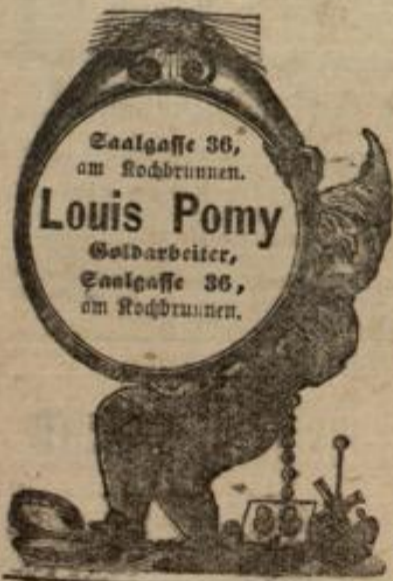 Saalgasse 36,
am Kochbrunnen.
Louis Pomy
Goldarbeiter,
Saalgasse 36,
am Kochbrunnen.